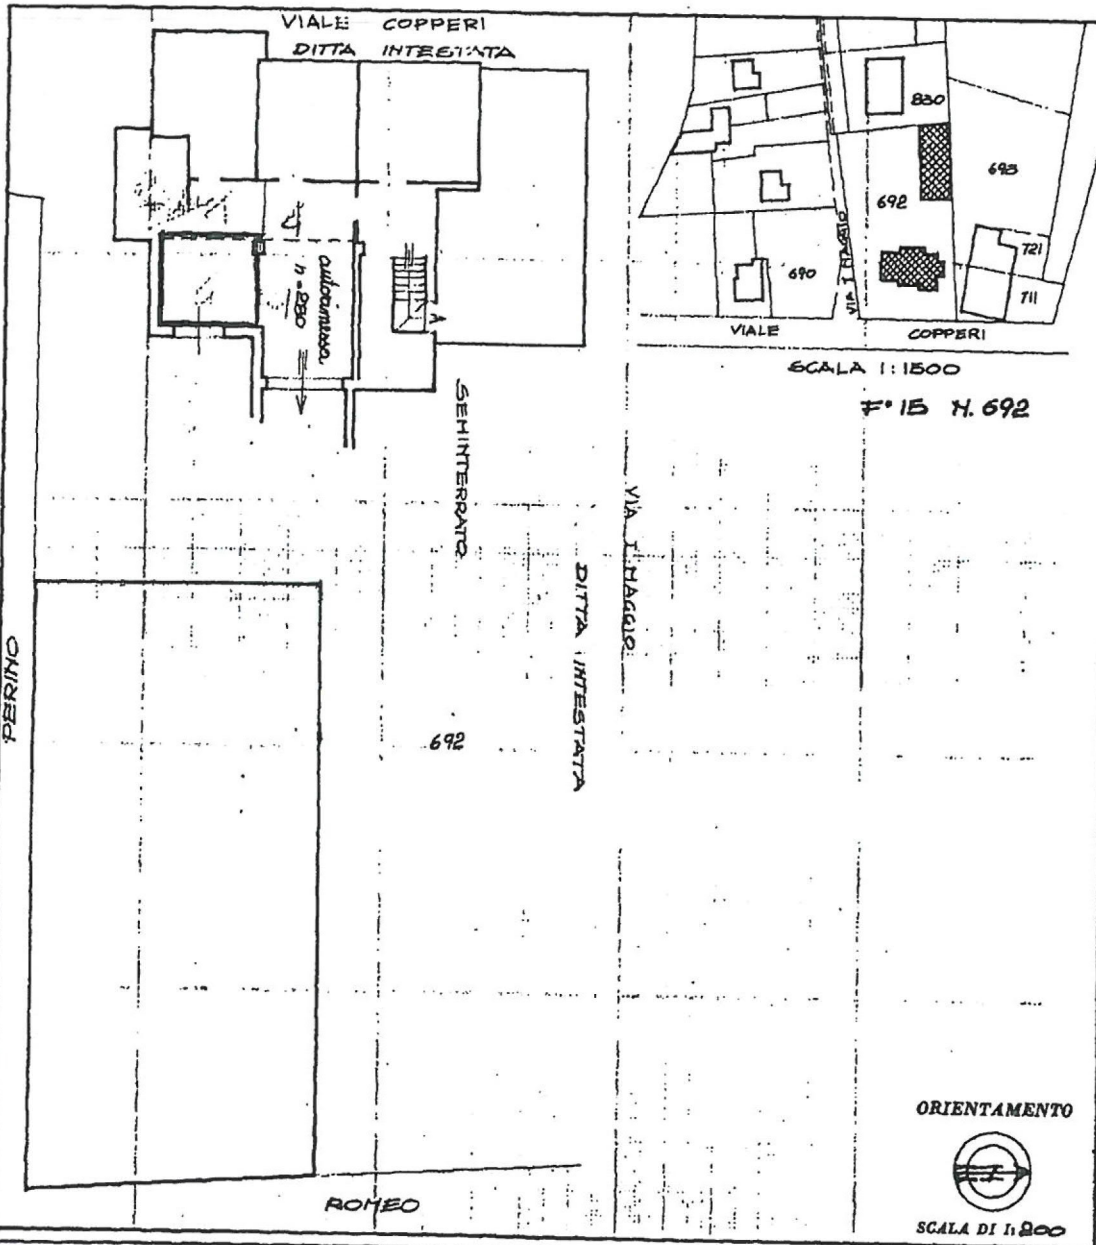 VIALE COPPERI
DITTA INTESTATA
autorimessa
h=280
SEMINTERRATO
DITTA INTESTATA
VIA I. MAGGIO
PERINO
692
ROMEO
830
693
692
721
711
690
VIA I MAGGIO
VIALE
COPPERI
SCALA 1:1500
F° 15 N. 692
ORIENTAMENTO
SCALA DI 1:200